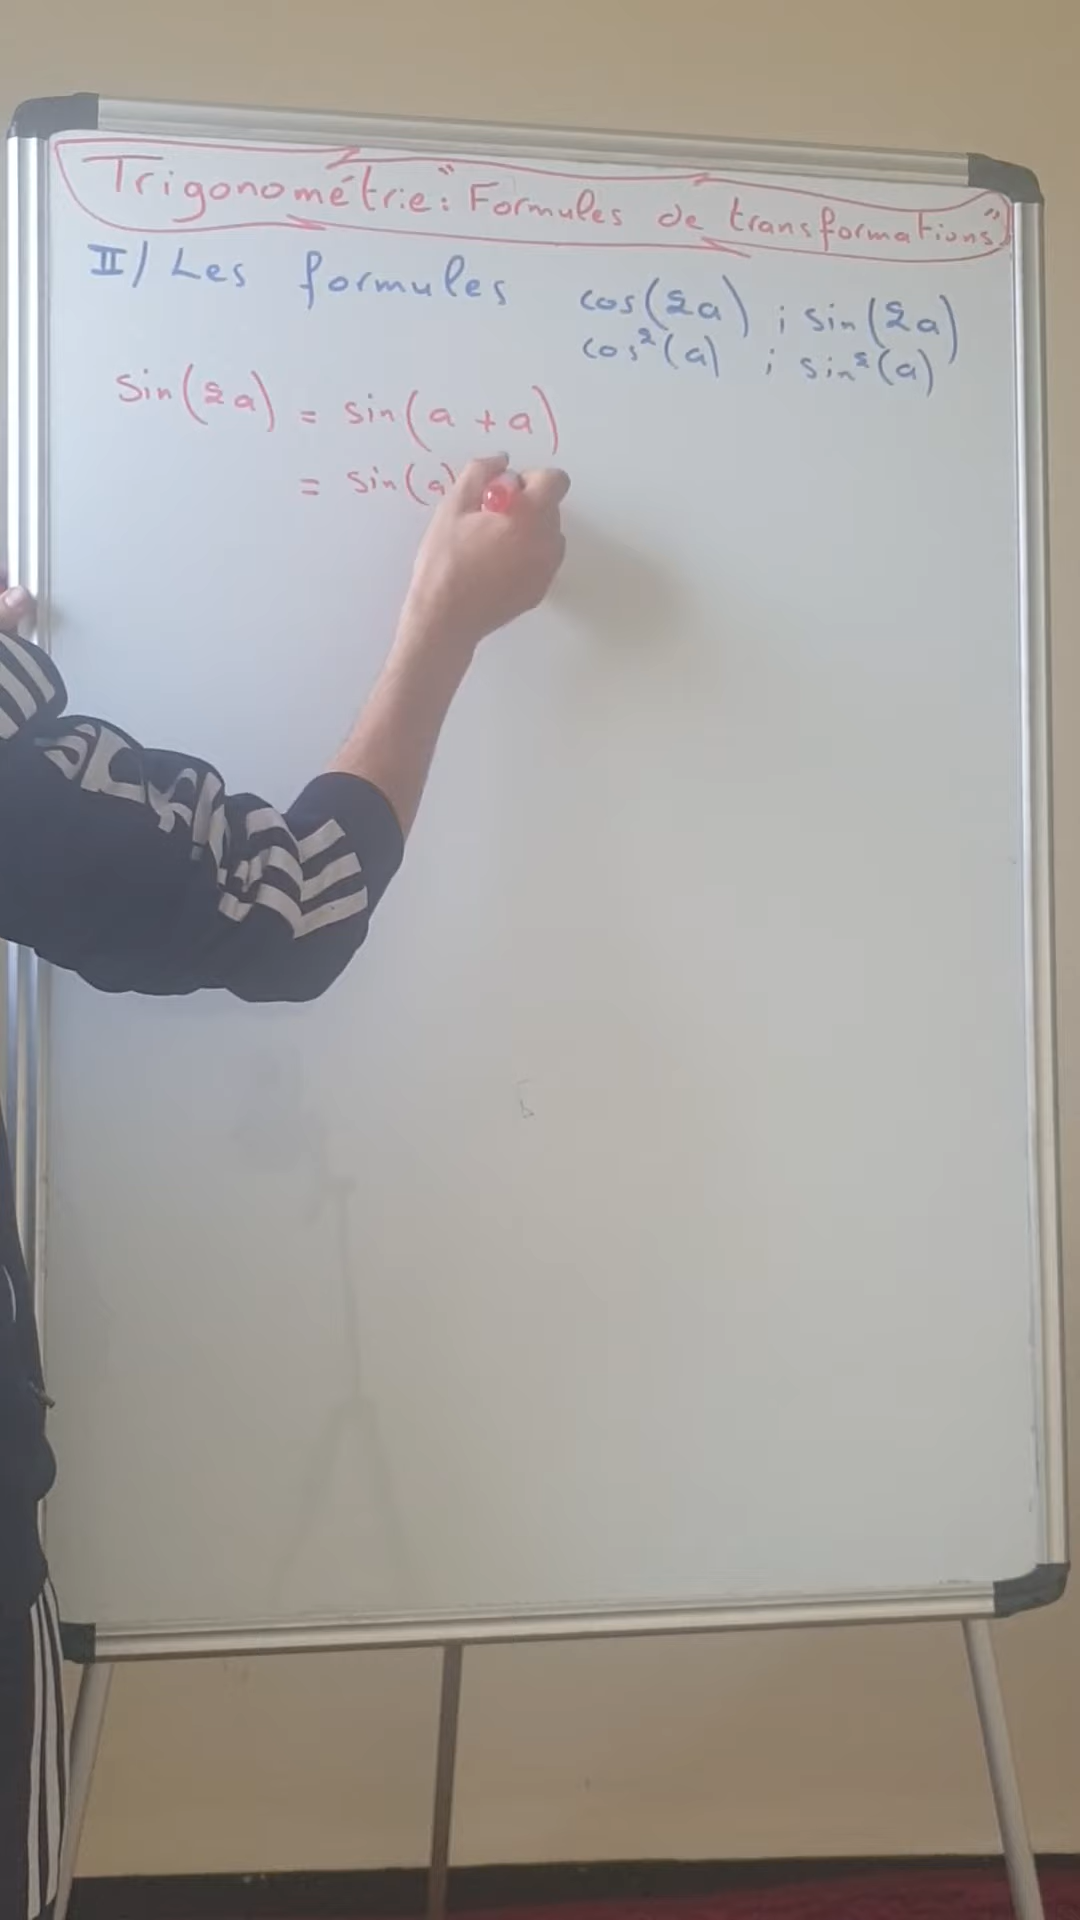 Trigonométrie: "Formules de transformations"
II/ Les formules cos(2a) ; sin(2a)
cos²(a) ; sin²(a)
sin(2a) = sin(a + a)
= sin(a)